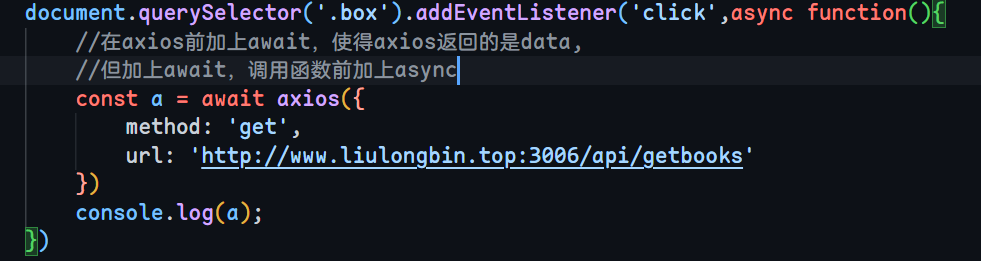 document.querySelector('.box').addEventListener('click',async function(){
//在axios前加上await，使得axios返回的是data,
//但加上await，调用函数前加上async
const a = await axios({
method: 'get',
url: 'http://www.liulongbin.top:3006/api/getbooks'
})
console.log(a);
})